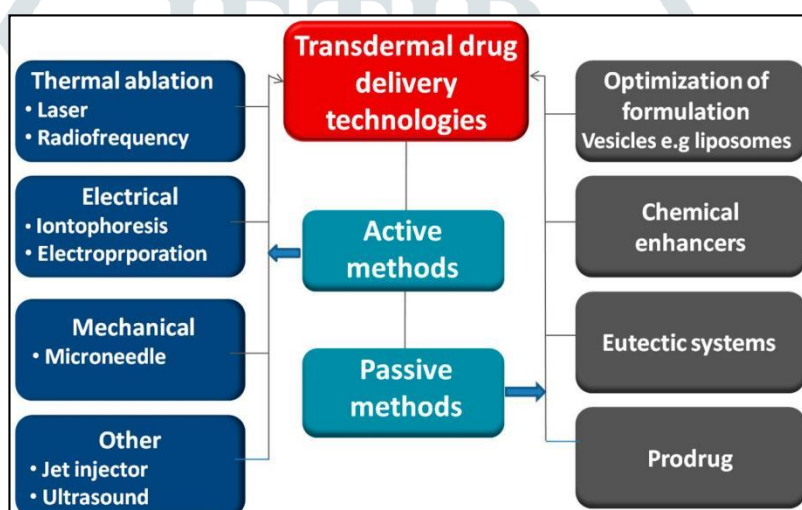 Transdermal drug
delivery
technologies
Thermal ablation
• Laser
• Radiofrequency
Electrical
• Iontophoresis
• Electroprporation
Mechanical
• Microneedle
Other
• Jet injector
• Ultrasound
Active
methods
Passive
methods
Optimization of
formulation
Vesicles e.g liposomes
Chemical
enhancers
Eutectic systems
Prodrug